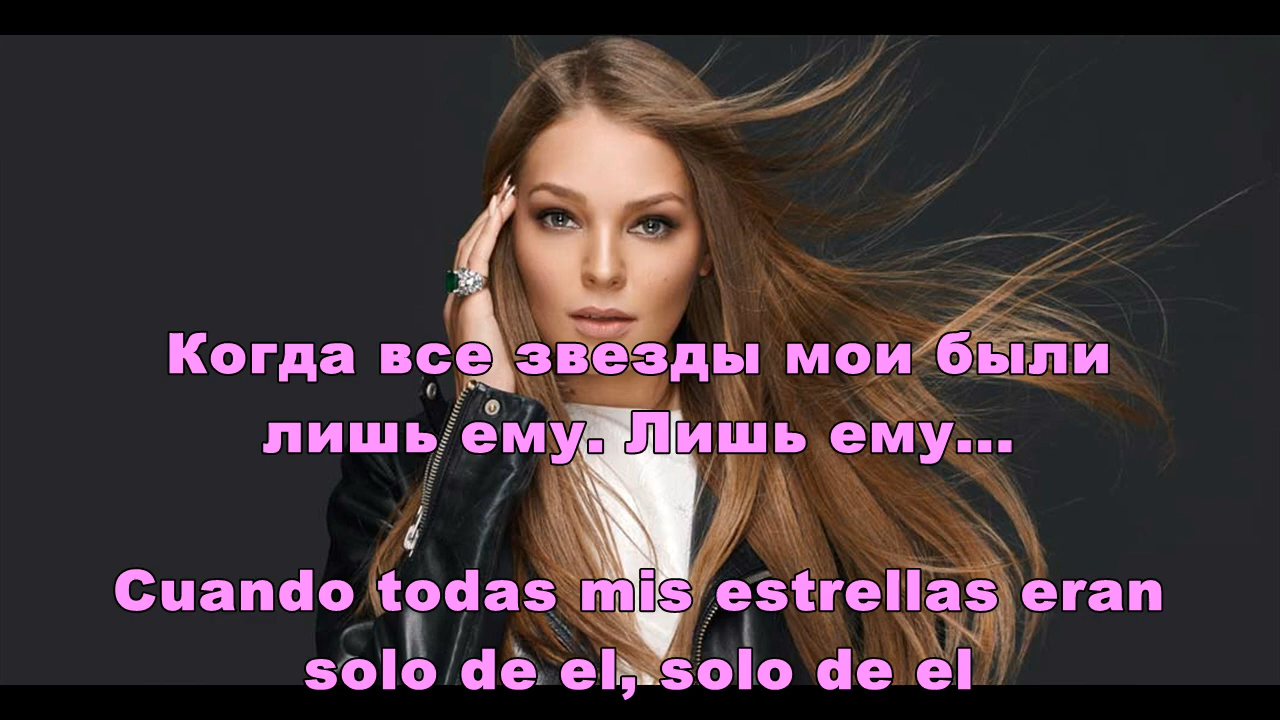 Когда все звезды мои были
лишь ему. Лишь ему...
Cuando todas mis estrellas eran
solo de el, solo de el